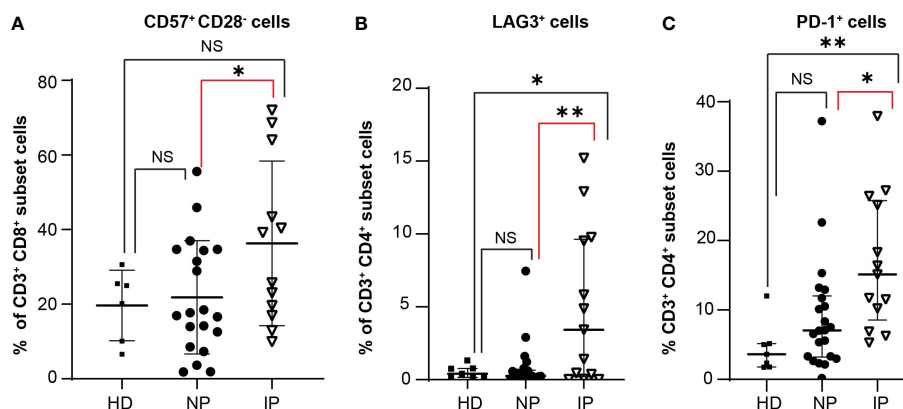 A
CD57⁺ CD28⁻ cells
NS
*
NS
% of CD3⁺ CD8⁺ subset cells
80
60
40
20
0
HD NP IP
B
LAG3⁺ cells
*
**
NS
% of CD3⁺ CD4⁺ subset cells
20
15
10
5
0
HD NP IP
C
PD-1⁺ cells
**
NS
*
% CD3⁺ CD4⁺ subset cells
40
30
20
10
0
HD NP IP